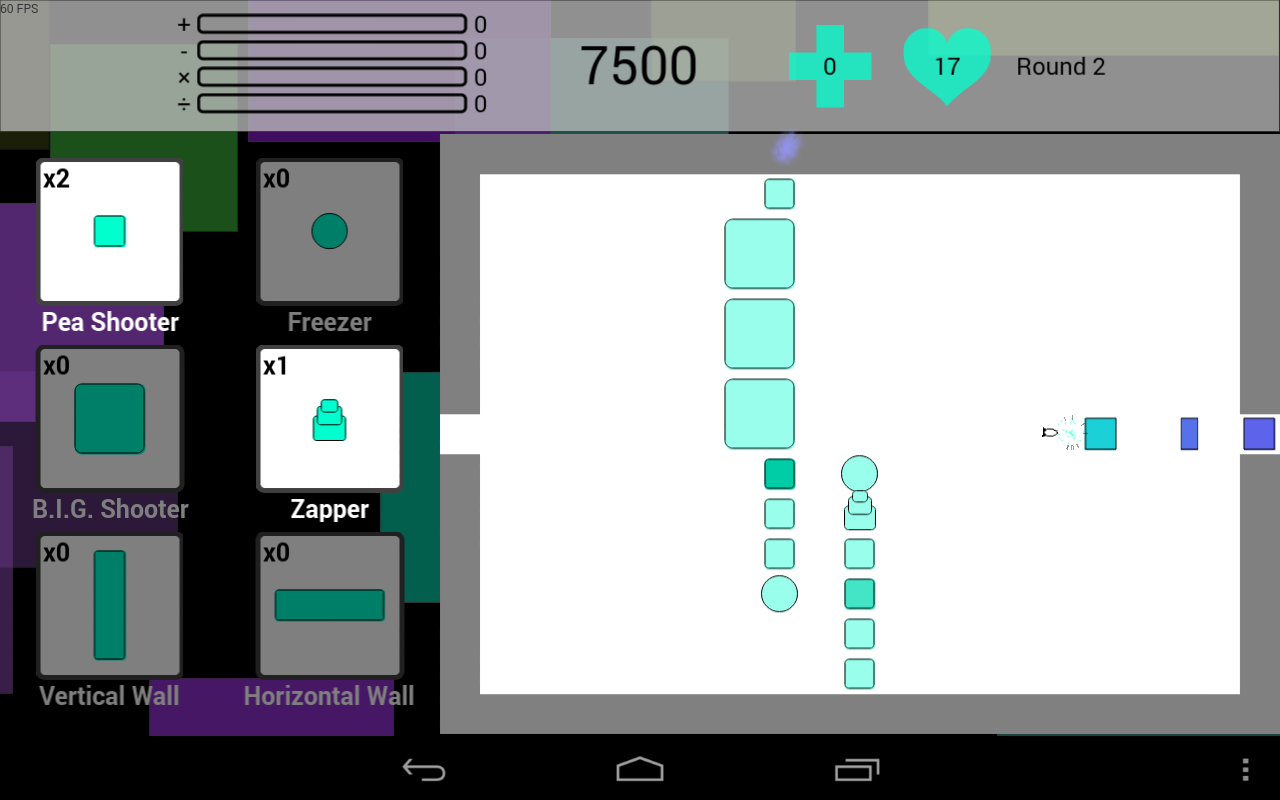 60 FPS
+ 0
- 0
× 0
÷ 0
7500
0
17
Round 2
x2
x0
Pea Shooter
Freezer
x0
x1
B.I.G. Shooter
Zapper
x0
x0
Vertical Wall
Horizontal Wall